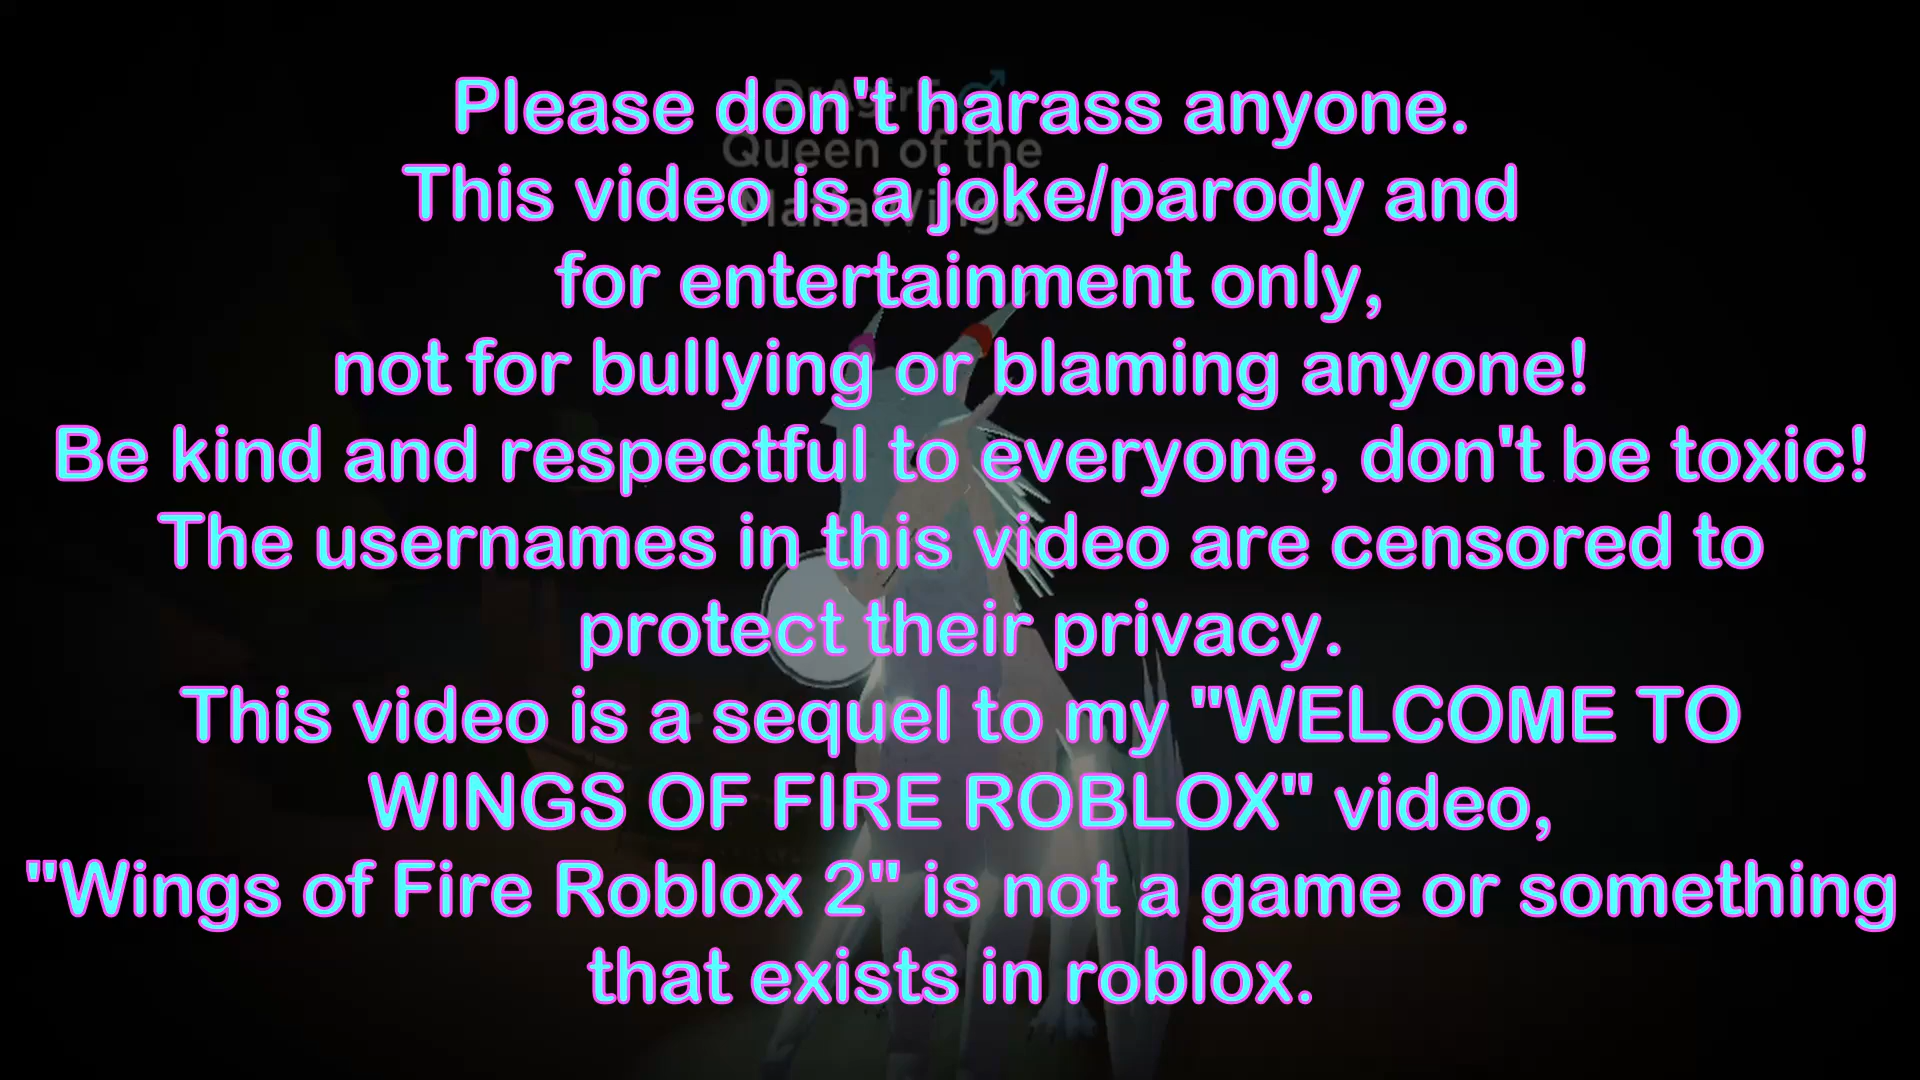 Please don't harass anyone.
This video is a joke/parody and
for entertainment only,
not for bullying or blaming anyone!
Be kind and respectful to everyone, don't be toxic!
The usernames in this video are censored to
protect their privacy.
This video is a sequel to my "WELCOME TO
WINGS OF FIRE ROBLOX" video,
"Wings of Fire Roblox 2" is not a game or something
that exists in roblox.
Queen of the